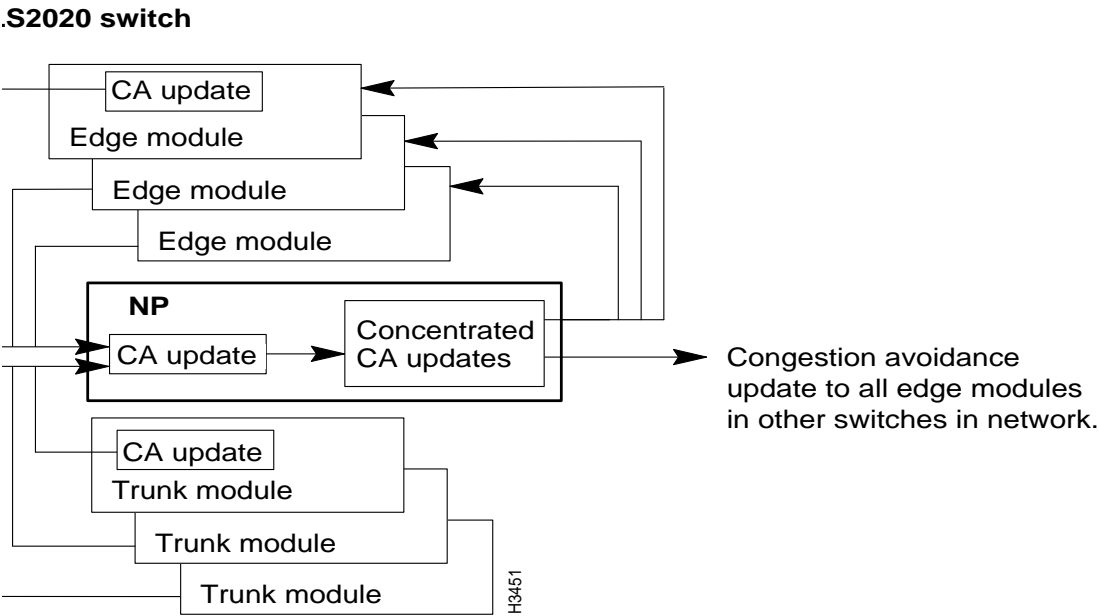 .S2020 switch
CA update
Edge module
Edge module
Edge module
NP
CA update
Concentrated
CA updates
Congestion avoidance
update to all edge modules
in other switches in network.
CA update
Trunk module
Trunk module
Trunk module
H3451